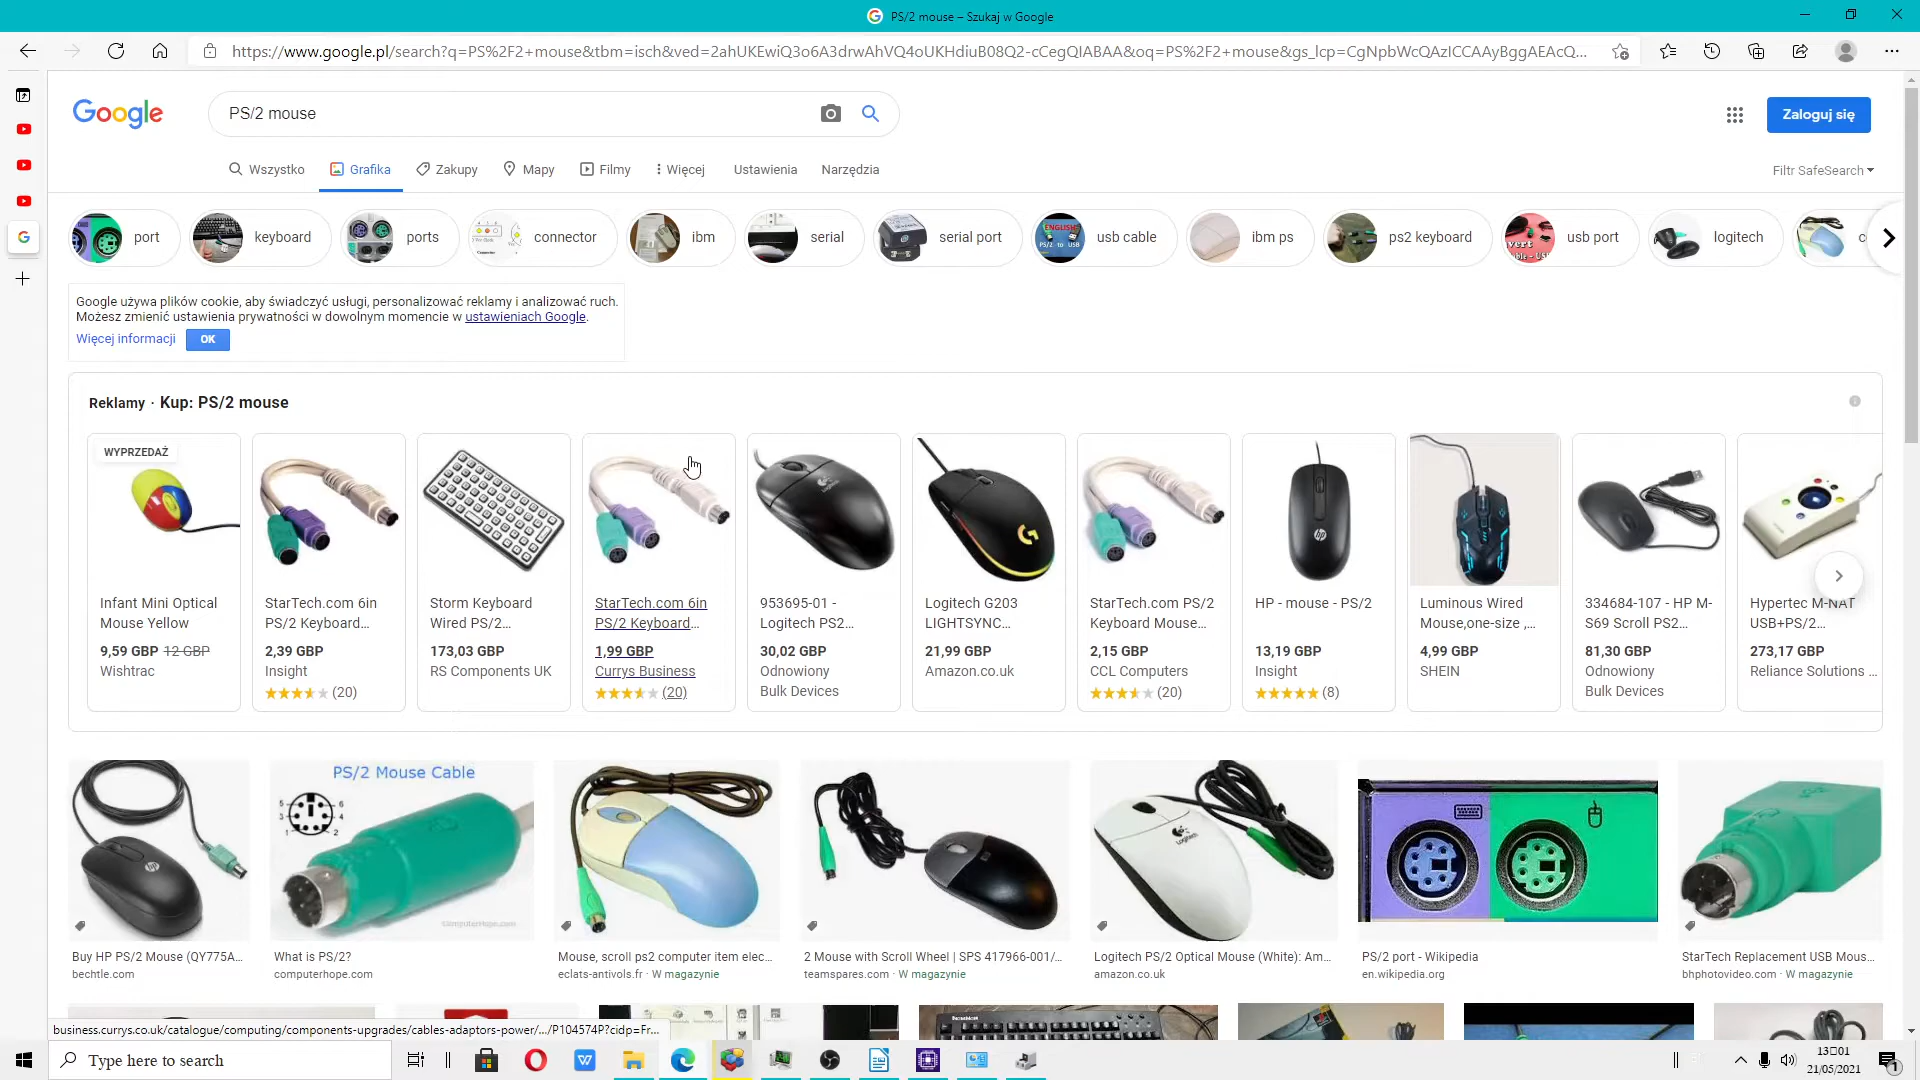 PS/2 mouse – Szukaj w Google
https://www.google.pl/search?q=PS%2F2+mouse&tbm=isch&ved=2ahUKEwiQ3o6A3drwAhVQ4oUKHdiuB08Q2-cCegQIABAA&oq=PS%2F2+mouse&gs_lcp=CgNpbWcQAzICCAAyBggAEAcQ...
Google
PS/2 mouse
Zaloguj się
Wszystko Grafika Zakupy Mapy Filmy Więcej Ustawienia Narzędzia Filtr SafeSearch
port keyboard ports connector ibm serial serial port usb cable ibm ps ps2 keyboard usb port logitech
Google używa plików cookie, aby świadczyć usługi, personalizować reklamy i analizować ruch.
Możesz zmienić ustawienia prywatności w dowolnym momencie w ustawieniach Google.
Więcej informacji OK
Reklamy · Kup: PS/2 mouse
WYPRZEDAŻ
Infant Mini Optical
Mouse Yellow
9,59 GBP 12 GBP
Wishtrac
StarTech.com 6in
PS/2 Keyboard...
2,39 GBP
Insight
(20)
Storm Keyboard
Wired PS/2...
173,03 GBP
RS Components UK
StarTech.com 6in
PS/2 Keyboard...
1,99 GBP
Currys Business
(20)
953695-01 -
Logitech PS2...
30,02 GBP
Odnowiony
Bulk Devices
Logitech G203
LIGHTSYNC...
21,99 GBP
Amazon.co.uk
StarTech.com PS/2
Keyboard Mouse...
2,15 GBP
CCL Computers
(20)
HP - mouse - PS/2
13,19 GBP
Insight
(8)
Luminous Wired
Mouse,one-size ,...
4,99 GBP
SHEIN
334684-107 - HP M-
S69 Scroll PS2...
81,30 GBP
Odnowiony
Bulk Devices
Hypertec M-NAT
USB+PS/2...
273,17 GBP
Reliance Solutions ...
PS/2 Mouse Cable
5 6
3 4
1 2
©ComputerHope.com
Buy HP PS/2 Mouse (QY775A...
bechtle.com
What is PS/2?
computerhope.com
Mouse, scroll ps2 computer item elec...
eclats-antivols.fr · W magazynie
2 Mouse with Scroll Wheel | SPS 417966-001/...
teamspares.com · W magazynie
Logitech PS/2 Optical Mouse (White): Am...
amazon.co.uk
PS/2 port - Wikipedia
en.wikipedia.org
StarTech Replacement USB Mous...
bhphotovideo.com · W magazynie
business.currys.co.uk/catalogue/computing/components-upgrades/cables-adaptors-power/.../P104574P?cidp=Fr...
Type here to search
13□01
21/05/2021
1